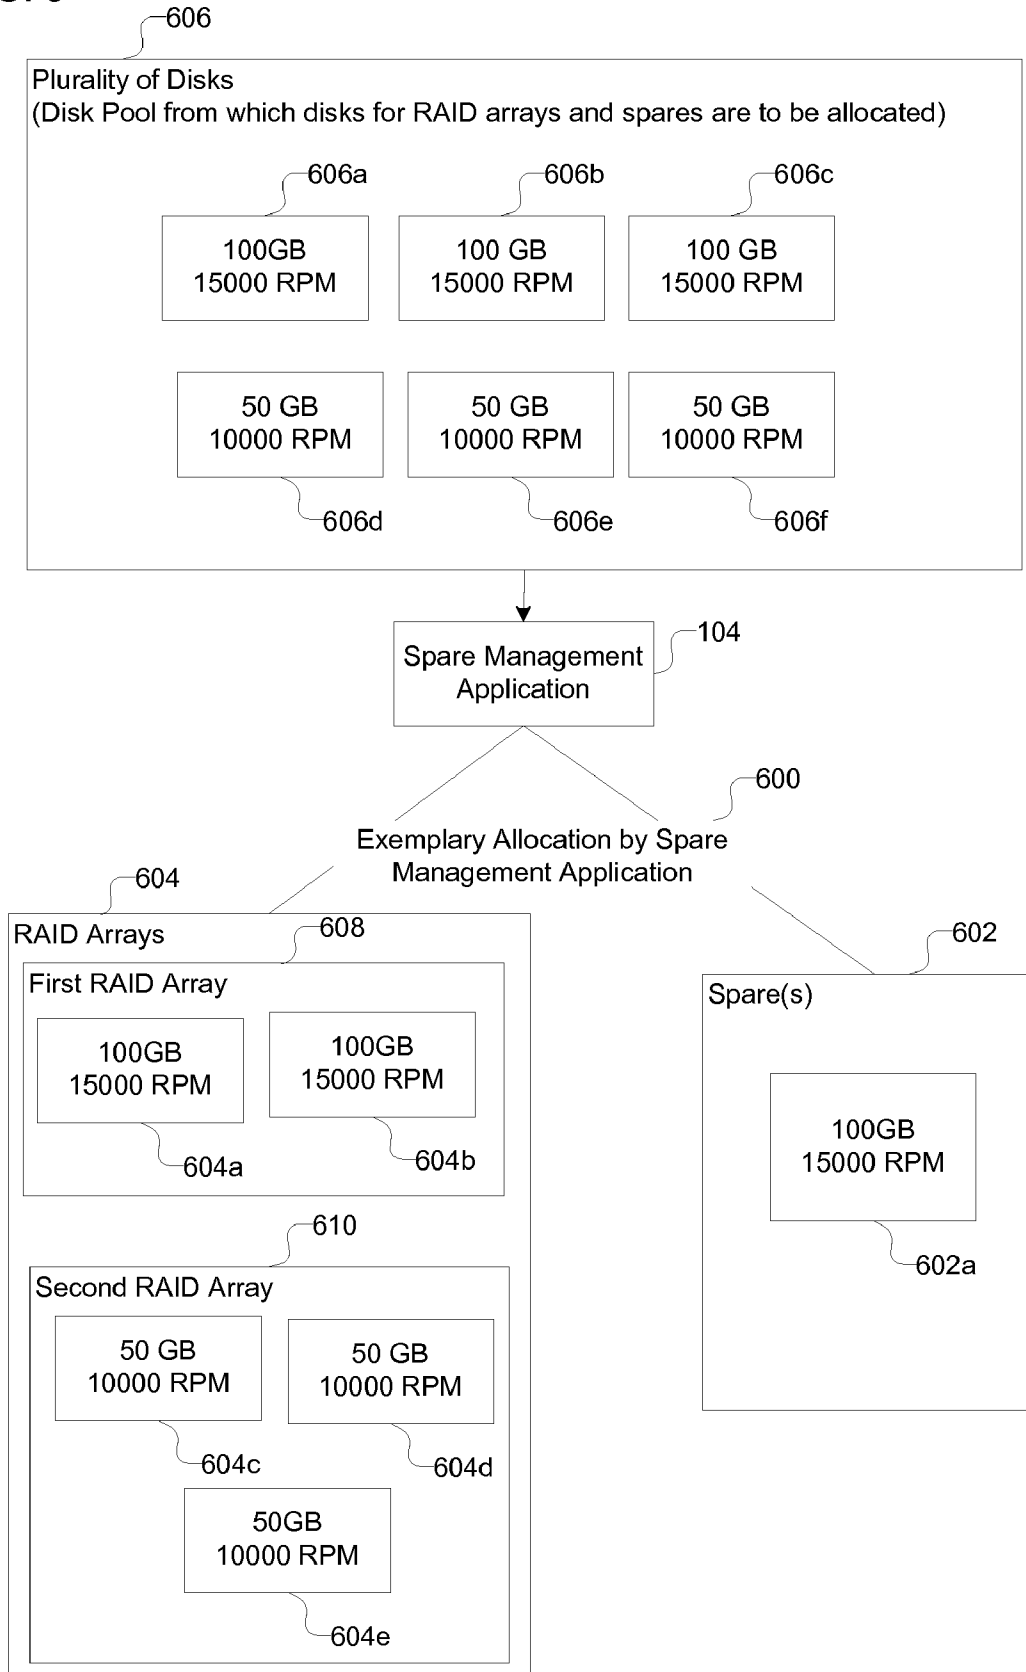 606
Plurality of Disks
(Disk Pool from which disks for RAID arrays and spares are to be allocated)
606a
606b
606c
100GB
15000 RPM
100 GB
15000 RPM
100 GB
15000 RPM
50 GB
10000 RPM
50 GB
10000 RPM
50 GB
10000 RPM
606d
606e
606f
104
Spare Management
Application
600
Exemplary Allocation by Spare
Management Application
604
RAID Arrays
608
First RAID Array
100GB
15000 RPM
100GB
15000 RPM
604a
604b
610
Second RAID Array
50 GB
10000 RPM
50 GB
10000 RPM
604c
604d
50GB
10000 RPM
604e
602
Spare(s)
100GB
15000 RPM
602a